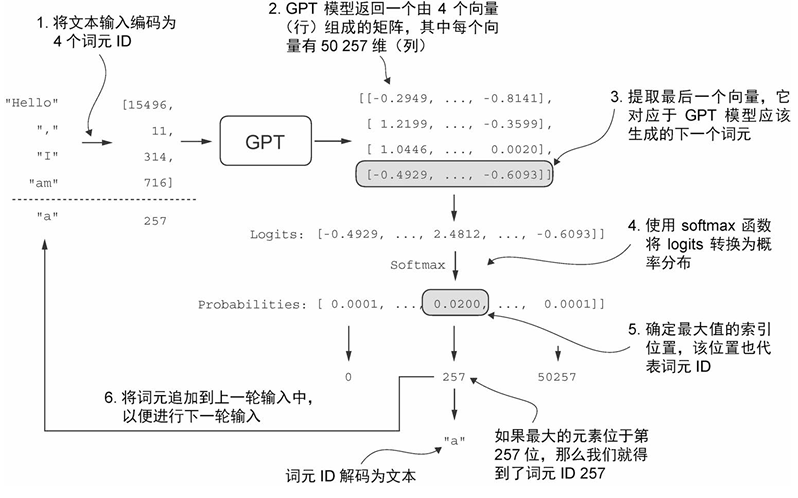 1. 将文本输入编码为
4 个词元 ID
2. GPT 模型返回一个由 4 个向量
（行）组成的矩阵，其中每个向
量有 50 257 维（列）
"Hello" [15496,
"," 11,
"I" 314,
"am" 716]
"a" 257
GPT
[[-0.2949, ..., -0.8141],
[ 1.2199, ..., -0.3599],
[ 1.0446, ..., 0.0020],
[-0.4929, ..., -0.6093]]
3. 提取最后一个向量，它
对应于 GPT 模型应该
生成的下一个词元
Logits: [-0.4929, ..., 2.4812, ..., -0.6093]]
4. 使用 softmax 函数
将 logits 转换为概
率分布
Softmax
Probabilities: [ 0.0001, ..., 0.0200, ..., 0.0001]]
5. 确定最大值的索引
位置，该位置也代
表词元 ID
0 257 50257
6. 将词元追加到上一轮输入中，
以便进行下一轮输入
"a"
词元 ID 解码为文本
如果最大的元素位于第
257 位，那么我们就得
到了词元 ID 257